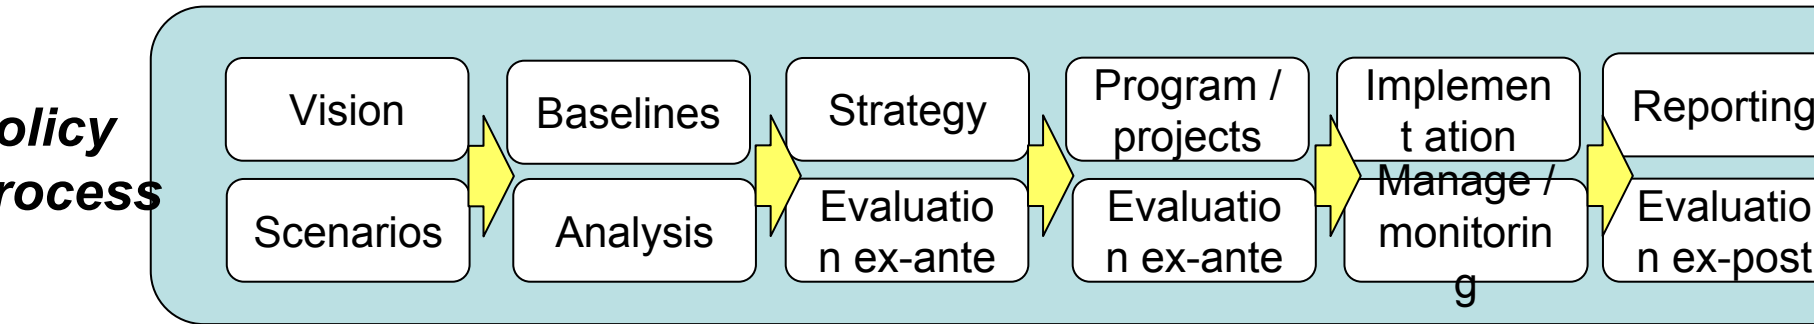 olicy
rocess
Vision
Scenarios
Baselines
Analysis
Strategy
Evaluatio
n ex-ante
Program /
projects
Evaluatio
n ex-ante
Implemen
t ation
Manage /
monitorin
g
Reporting
Evaluatio
n ex-post